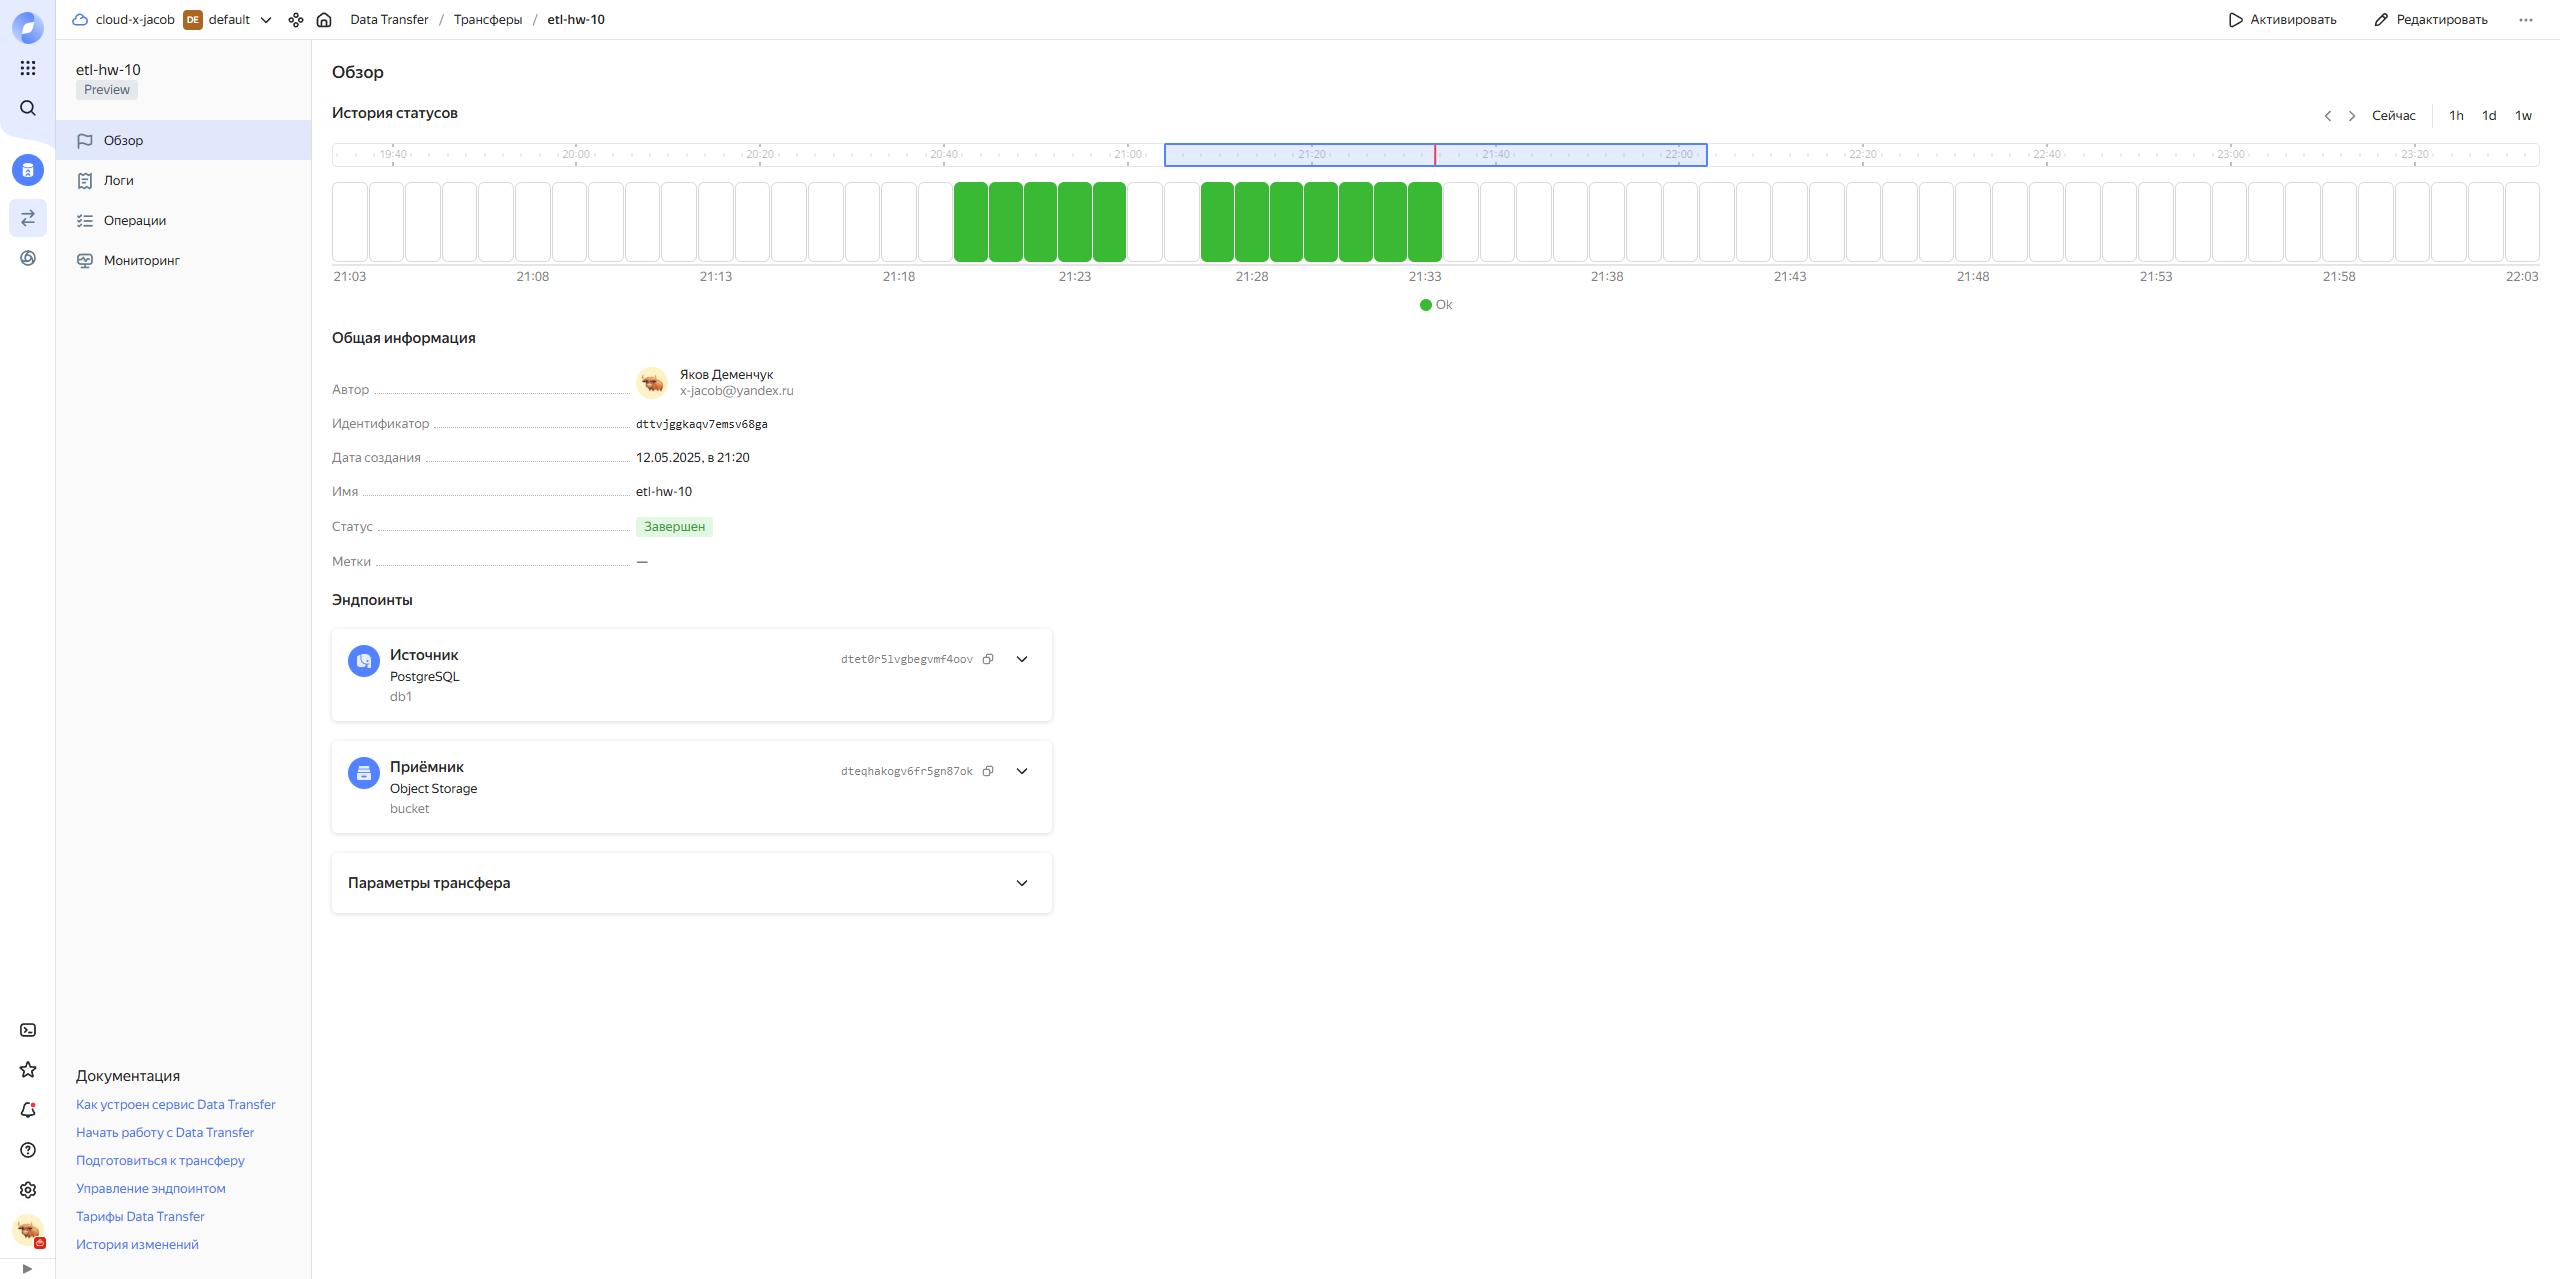 cloud-x-jacob DE default Data Transfer / Трансферы / etl-hw-10 Активировать Редактировать
etl-hw-10
Preview
Обзор
Логи
Операции
Мониторинг
Обзор
История статусов
Сейчас 1h 1d 1w
19:40 20:00 20:20 20:40 21:00 21:20 21:40 22:00 22:20 22:40 23:00 23:20
21:03 21:08 21:13 21:18 21:23 21:28 21:33 21:38 21:43 21:48 21:53 21:58 22:03
Ok
Общая информация
Автор Яков Деменчук
x-jacob@yandex.ru
Идентификатор dttvjggkaqv7emsv68ga
Дата создания 12.05.2025, в 21:20
Имя etl-hw-10
Статус Завершен
Метки —
Эндпоинты
Источник dtet0r5lvgbegvmf4oov
PostgreSQL
db1
Приёмник dteqhakogv6fr5gn87ok
Object Storage
bucket
Параметры трансфера
Документация
Как устроен сервис Data Transfer
Начать работу с Data Transfer
Подготовиться к трансферу
Управление эндпоинтом
Тарифы Data Transfer
История изменений